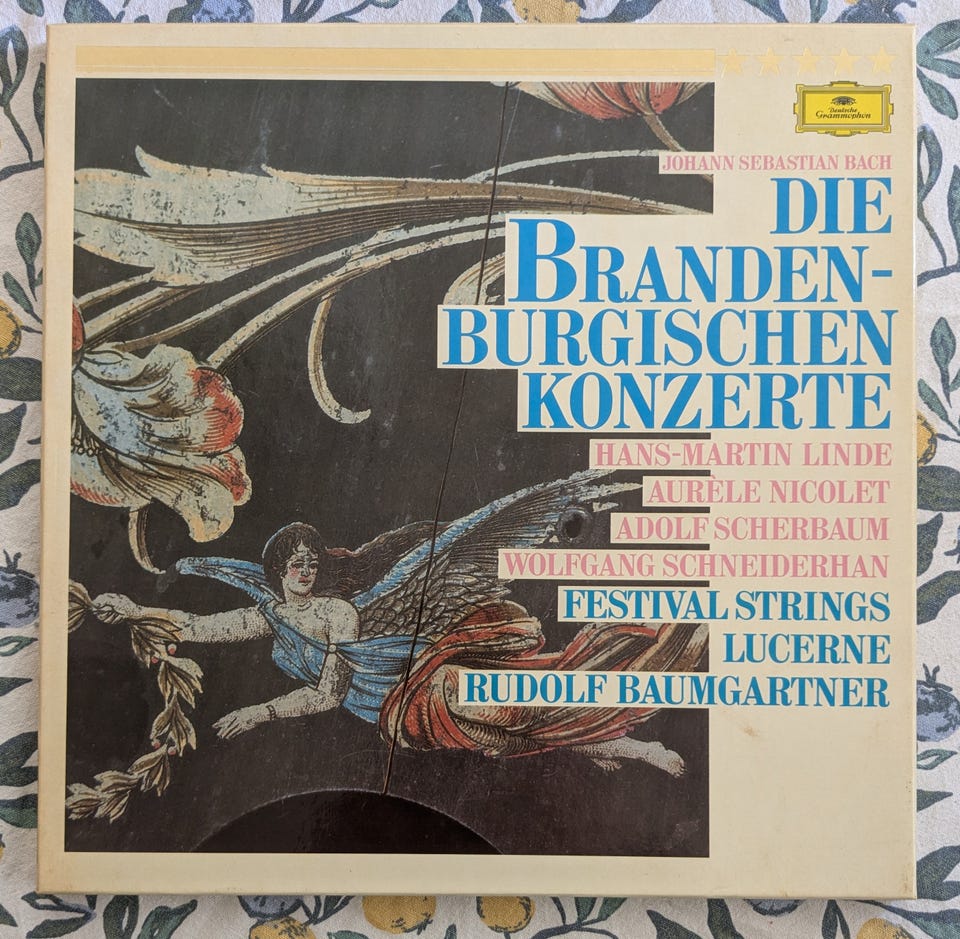 Deutsche
Grammophon
JOHANN SEBASTIAN BACH
DIE
BRANDEN-
BURGISCHEN
KONZERTE
HANS-MARTIN LINDE
AURÈLE NICOLET
ADOLF SCHERBAUM
WOLFGANG SCHNEIDERHAN
FESTIVAL STRINGS
LUCERNE
RUDOLF BAUMGARTNER